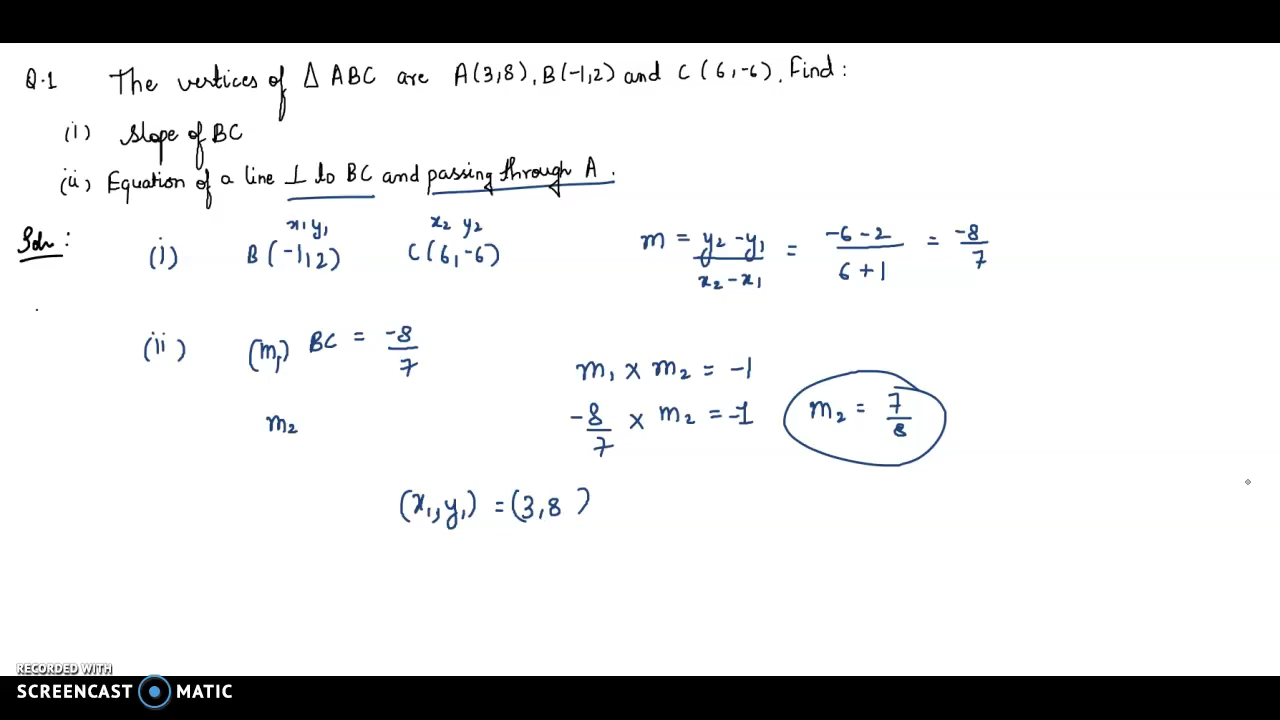 Q.1 The vertices of Δ ABC are A(3,8), B(-1,2) and C(6,-6). Find:
(i) Slope of BC
(ii) Equation of a line ⊥ to BC and passing through A.
Soln:
x1 y1 x2 y2
(i) B(-1,2) C(6,-6) m = y2-y1/x2-x1 = -6-2/6+1 = -8/7
(ii) (m1) BC = -8/7
m1 × m2 = -1
m2 -8/7 × m2 = -1 m2 = 7/8
(x1,y1) = (3,8)
RECORDED WITH
SCREENCAST MATIC